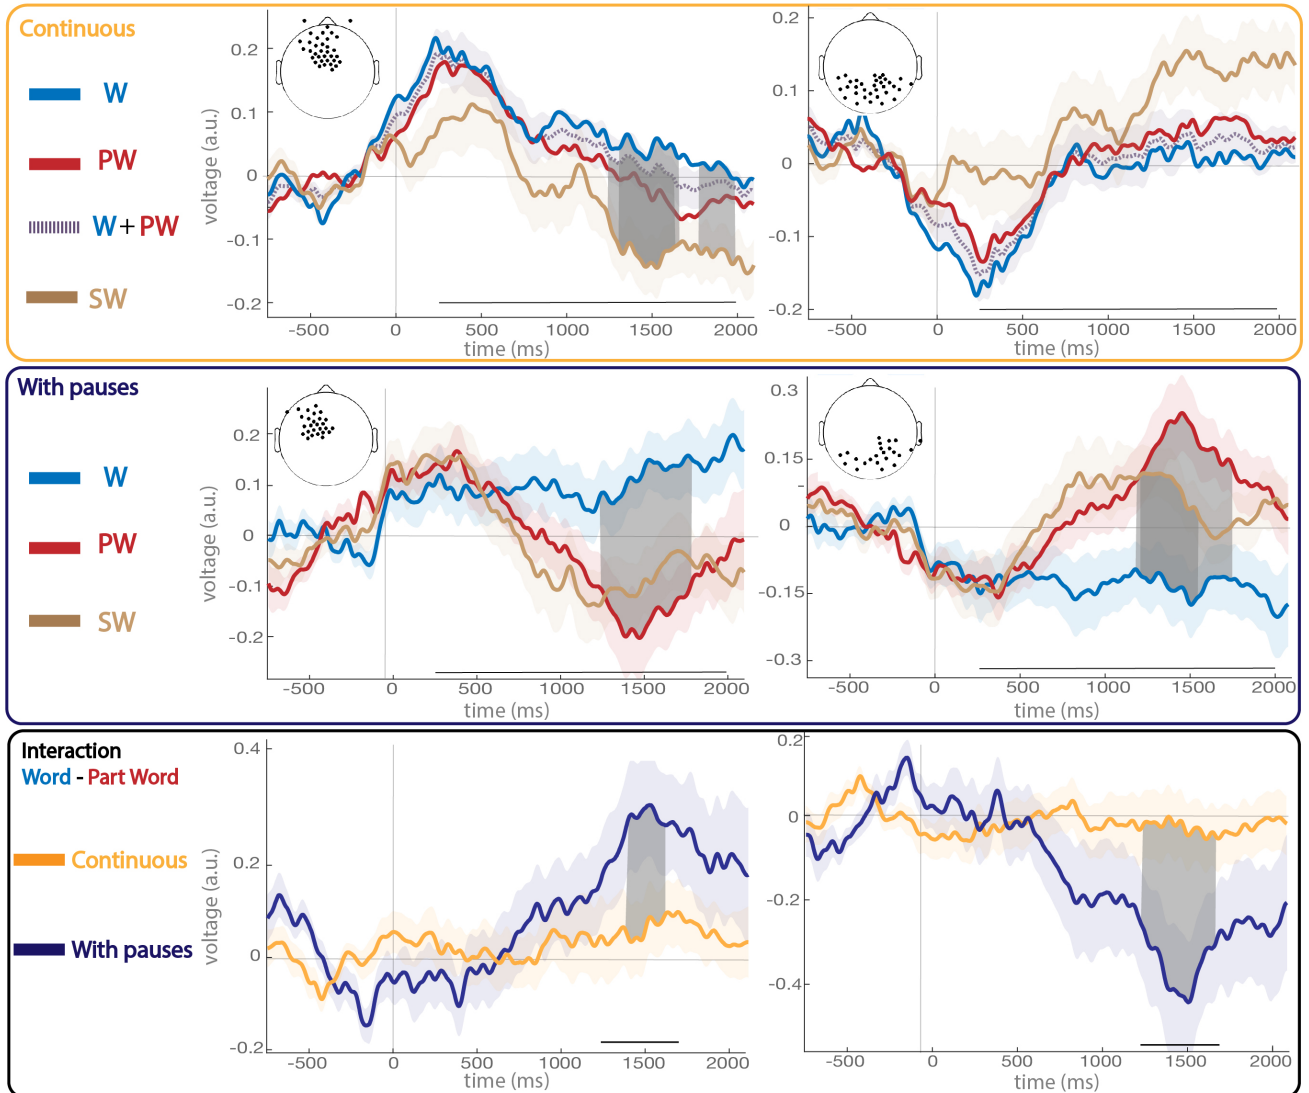 Continuous
W
PW
W+PW
SW
voltage (a.u.)
0.2
0.1
0
-0.1
-0.2
-500 0 500 1000 1500 2000
time (ms)
0.2
0.1
0
-0.1
-0.2
-500 0 500 1000 1500 2000
time (ms)
With pauses
W
PW
SW
voltage (a.u.)
0.2
0.1
0
-0.1
-0.2
-500 0 500 1000 1500 2000
time (ms)
0.3
0.15
0
-0.15
-0.3
-500 0 500 1000 1500 2000
time (ms)
Interaction
Word - Part Word
Continuous
With pauses
voltage (a.u.)
0.4
0.2
0
-0.2
-500 0 500 1000 1500 2000
time (ms)
0.2
0
-0.2
-0.4
-500 0 500 1000 1500 2000
time (ms)